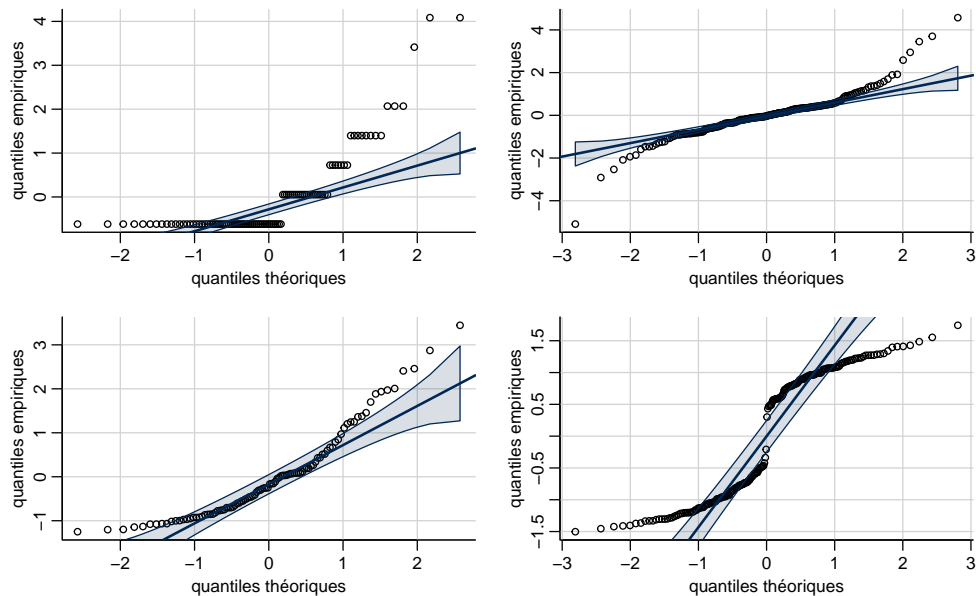 4
3
2
1
0
quantiles empiriques
−2 −1 0 1 2
quantiles théoriques
4
2
0
−2
−4
quantiles empiriques
−3 −2 −1 0 1 2 3
quantiles théoriques
3
2
1
0
−1
quantiles empiriques
−2 −1 0 1 2
quantiles théoriques
1.5
0.5
−0.5
−1.5
quantiles empiriques
−3 −2 −1 0 1 2 3
quantiles théoriques